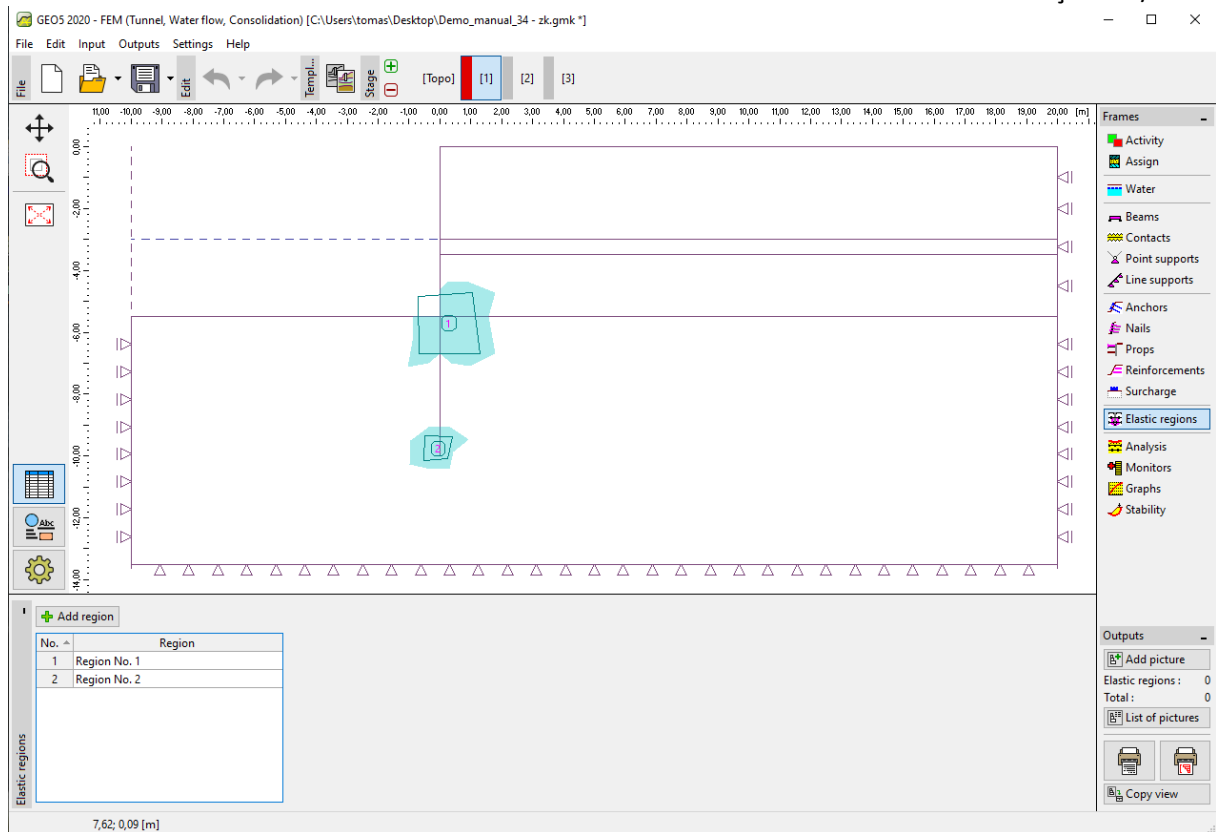 GEO5 2020 - FEM (Tunnel, Water flow, Consolidation) [C:\Users\tomas\Desktop\Demo_manual_34 - zk.gmk *]
File Edit Input Outputs Settings Help
File
Edit
Templ...
Stage
[Topo] [1] [2] [3]
11,00 -10,00 -9,00 -8,00 -7,00 -6,00 -5,00 -4,00 -3,00 -2,00 -1,00 0,00 1,00 2,00 3,00 4,00 5,00 6,00 7,00 8,00 9,00 10,00 11,00 12,00 13,00 14,00 15,00 16,00 17,00 18,00 19,00 20,00 [m]
0,00
-2,00
-4,00
-6,00
-8,00
-10,00
-12,00
-14,00
1
2
Abc
Frames
Activity
Assign
Water
Beams
Contacts
Point supports
Line supports
Anchors
Nails
Props
Reinforcements
Surcharge
Elastic regions
Analysis
Monitors
Graphs
Stability
Add region
No. Region
1 Region No. 1
2 Region No. 2
Elastic regions
Outputs
Add picture
Elastic regions : 0
Total : 0
List of pictures
Copy view
7,62; 0,09 [m]